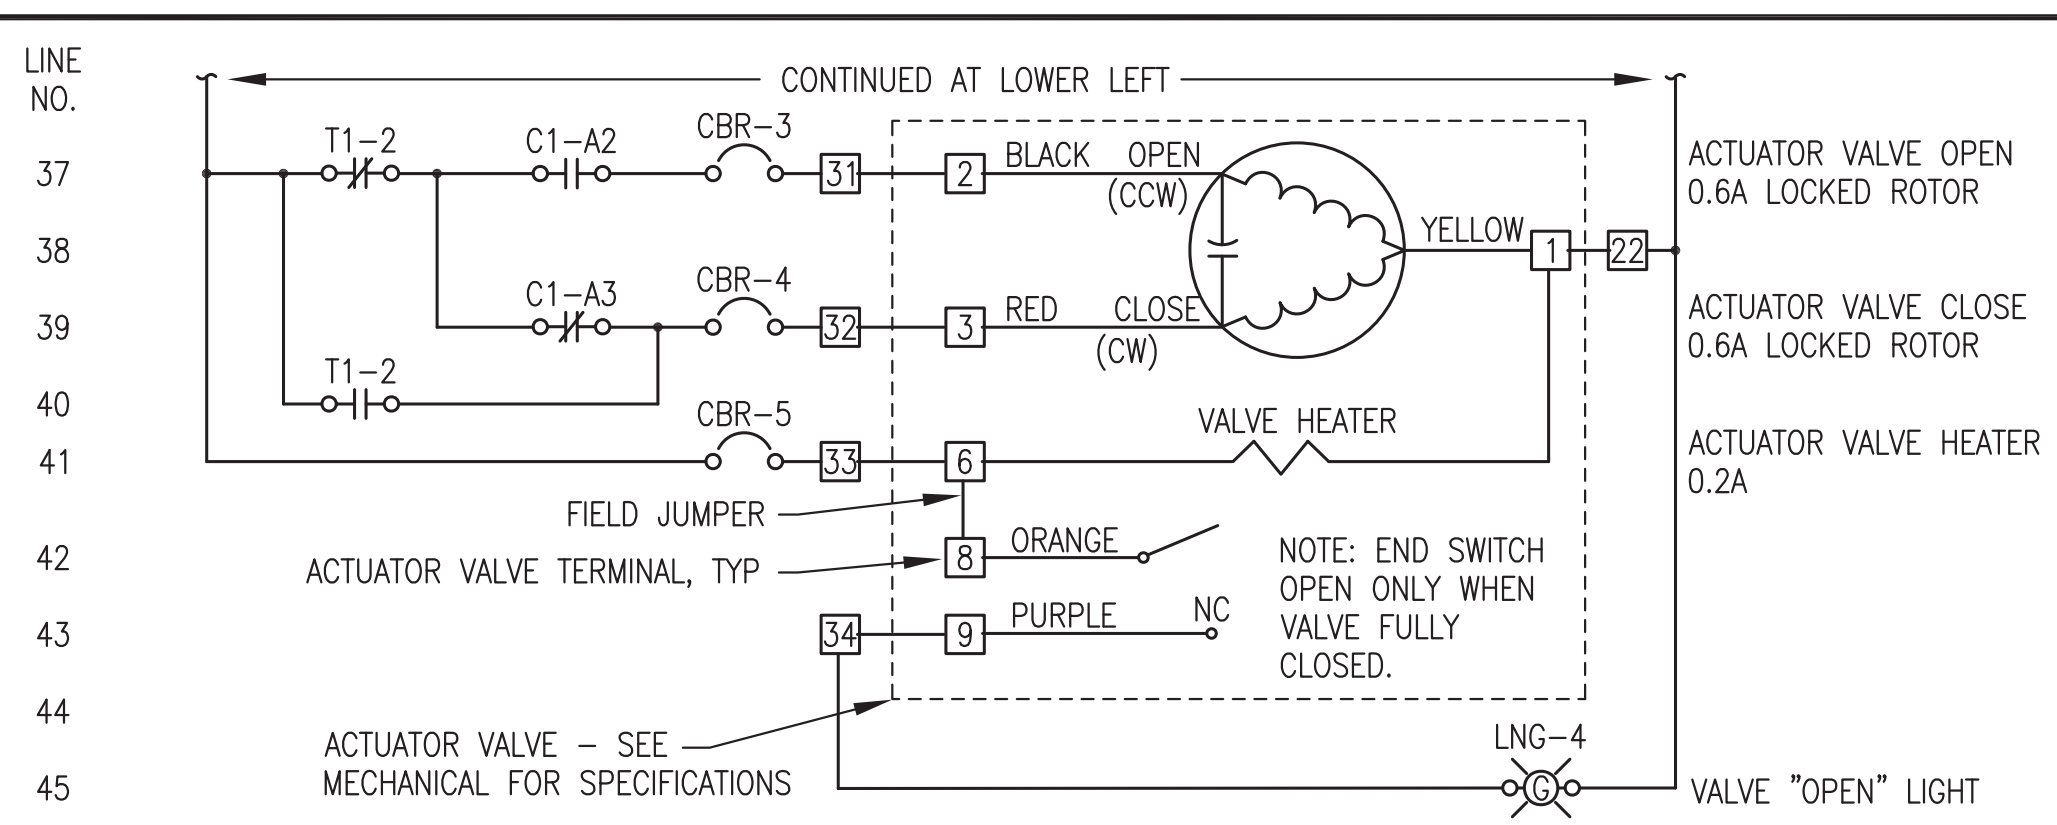 LINE
NO.
CONTINUED AT LOWER LEFT
T1-2
C1-A2
CBR-3
37
31
2
BLACK OPEN
(CCW)
ACTUATOR VALVE OPEN
0.6A LOCKED ROTOR
38
YELLOW
1
22
C1-A3
CBR-4
39
32
3
RED CLOSE
(CW)
ACTUATOR VALVE CLOSE
0.6A LOCKED ROTOR
T1-2
40
CBR-5
VALVE HEATER
41
33
6
ACTUATOR VALVE HEATER
0.2A
FIELD JUMPER
42
ACTUATOR VALVE TERMINAL, TYP
8
ORANGE
NOTE: END SWITCH
OPEN ONLY WHEN
VALVE FULLY
CLOSED.
43
34
9
PURPLE
NC
44
ACTUATOR VALVE - SEE
MECHANICAL FOR SPECIFICATIONS
LNG-4
45
G
VALVE "OPEN" LIGHT